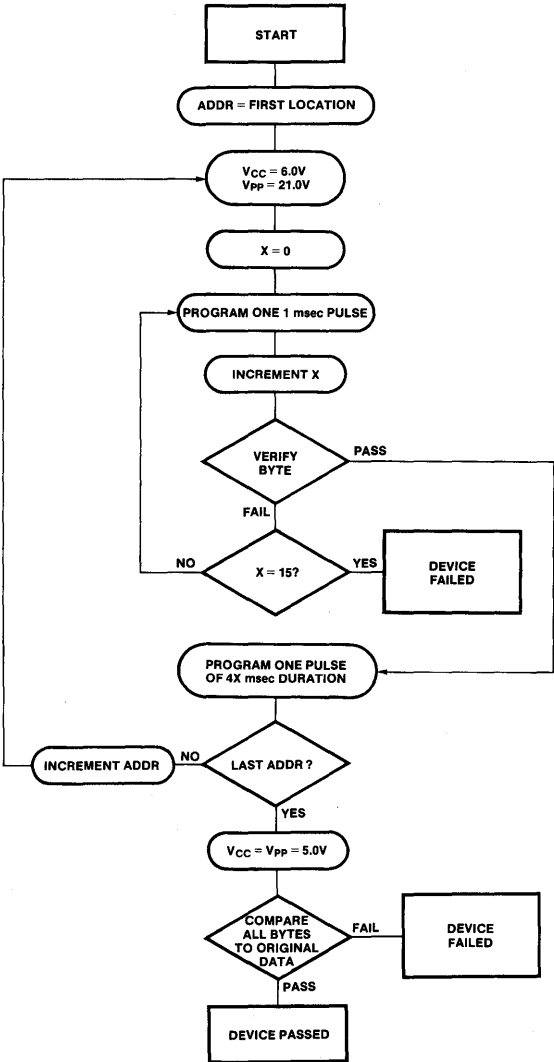 START
ADDR = FIRST LOCATION
VCC = 6.0V
VPP = 21.0V
X = 0
PROGRAM ONE 1 msec PULSE
INCREMENT X
VERIFY
BYTE
PASS
FAIL
X = 15?
NO
YES
DEVICE
FAILED
PROGRAM ONE PULSE
OF 4X msec DURATION
LAST ADDR ?
NO
INCREMENT ADDR
YES
VCC = VPP = 5.0V
COMPARE
ALL BYTES
TO ORIGINAL
DATA
FAIL
DEVICE
FAILED
PASS
DEVICE PASSED